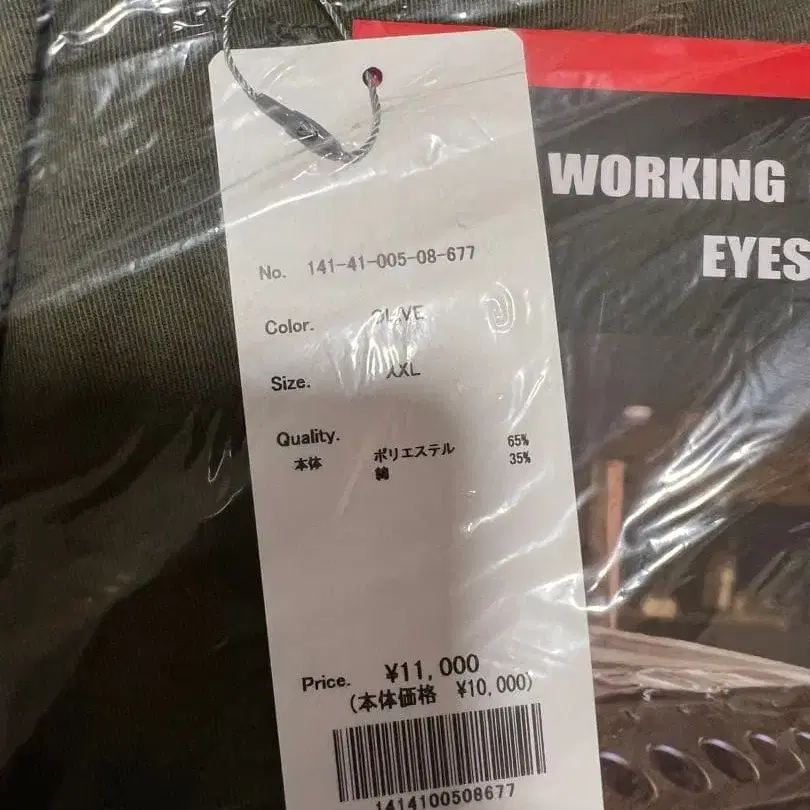 WORKING
EYES
No. 141-41-005-08-677
Color. OLIVE
Size. XXL
Quality.
本体 ポリエステル 65%
綿 35%
Price. ¥11,000
(本体価格 ¥10,000)
1414100508677